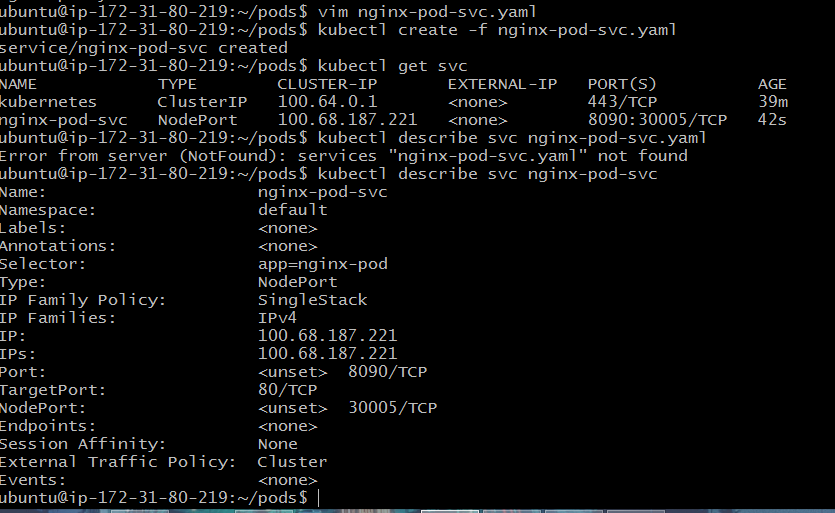 ubuntu@ip-172-31-80-219:~/pods$ vim nginx-pod-svc.yaml
ubuntu@ip-172-31-80-219:~/pods$ kubectl create -f nginx-pod-svc.yaml
service/nginx-pod-svc created
ubuntu@ip-172-31-80-219:~/pods$ kubectl get svc
NAME TYPE CLUSTER-IP EXTERNAL-IP PORT(S) AGE
kubernetes ClusterIP 100.64.0.1 <none> 443/TCP 39m
nginx-pod-svc NodePort 100.68.187.221 <none> 8090:30005/TCP 42s
ubuntu@ip-172-31-80-219:~/pods$ kubectl describe svc nginx-pod-svc.yaml
Error from server (NotFound): services "nginx-pod-svc.yaml" not found
ubuntu@ip-172-31-80-219:~/pods$ kubectl describe svc nginx-pod-svc
Name: nginx-pod-svc
Namespace: default
Labels: <none>
Annotations: <none>
Selector: app=nginx-pod
Type: NodePort
IP Family Policy: SingleStack
IP Families: IPv4
IP: 100.68.187.221
IPs: 100.68.187.221
Port: <unset> 8090/TCP
TargetPort: 80/TCP
NodePort: <unset> 30005/TCP
Endpoints: <none>
Session Affinity: None
External Traffic Policy: Cluster
Events: <none>
ubuntu@ip-172-31-80-219:~/pods$